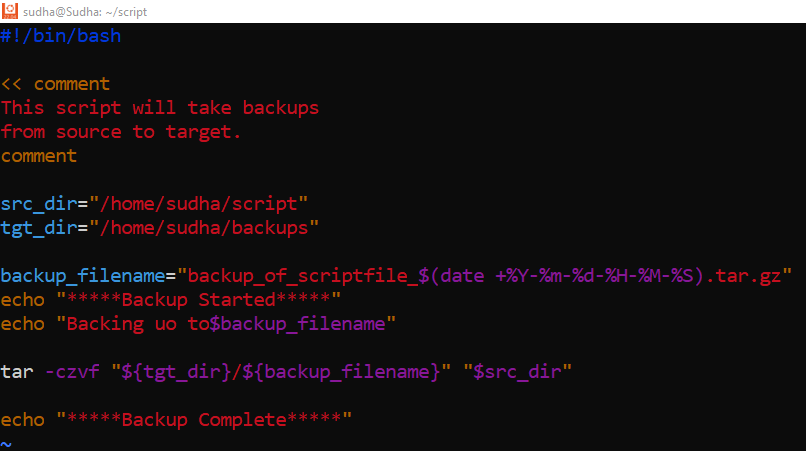 sudha@Sudha: ~/script
#!/bin/bash
<< comment
This script will take backups
from source to target.
comment
src_dir="/home/sudha/script"
tgt_dir="/home/sudha/backups"
backup_filename="backup_of_scriptfile_$(date +%Y-%m-%d-%H-%M-%S).tar.gz"
echo "*****Backup Started*****"
echo "Backing uo to$backup_filename"
tar -czvf "${tgt_dir}/${backup_filename}" "$src_dir"
echo "*****Backup Complete*****"
~